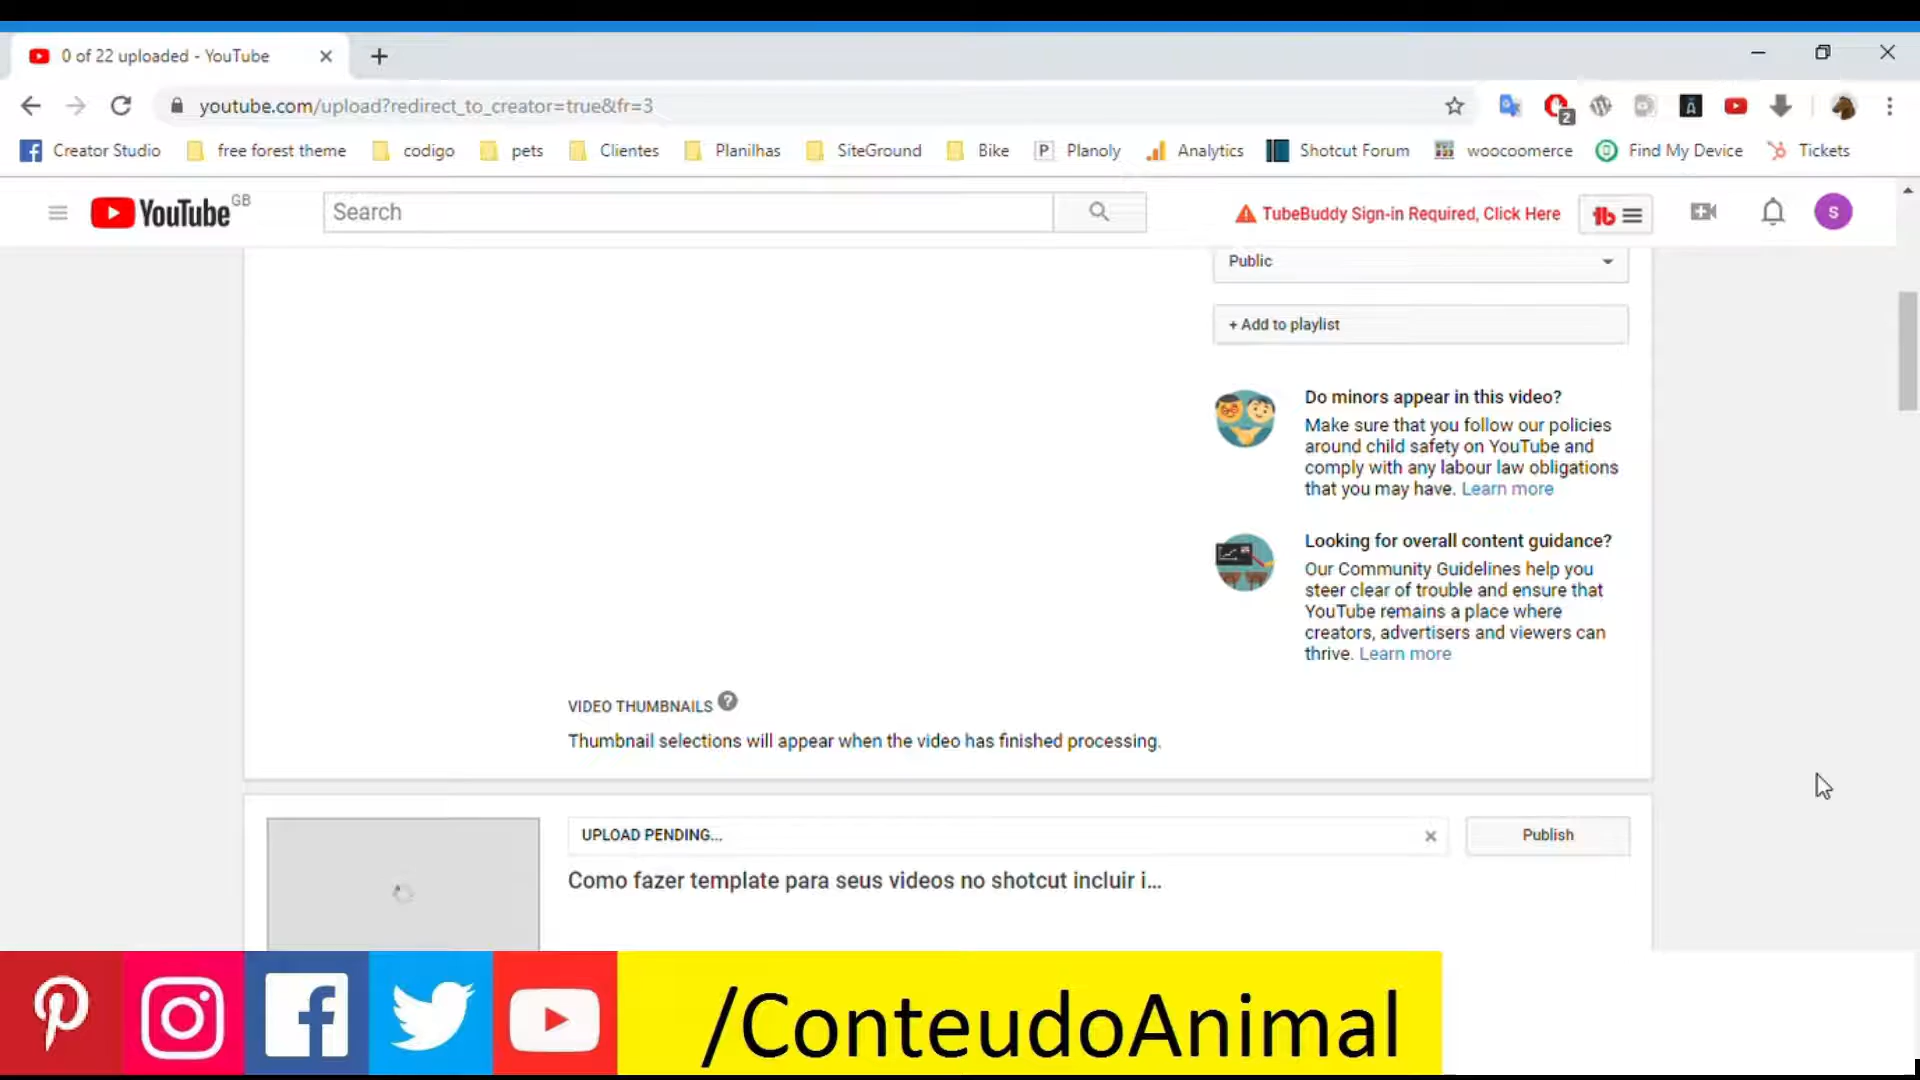 0 of 22 uploaded - YouTube
youtube.com/upload?redirect_to_creator=true&fr=3
2
Creator Studio free forest theme codigo pets Clientes Planilhas SiteGround Bike P Planoly Analytics Shotcut Forum woocoomerce Find My Device Tickets
YouTube GB
Search
TubeBuddy Sign-in Required, Click Here
tb
S
Public
+ Add to playlist
Do minors appear in this video?
Make sure that you follow our policies
around child safety on YouTube and
comply with any labour law obligations
that you may have. Learn more
Looking for overall content guidance?
Our Community Guidelines help you
steer clear of trouble and ensure that
YouTube remains a place where
creators, advertisers and viewers can
thrive. Learn more
VIDEO THUMBNAILS ?
Thumbnail selections will appear when the video has finished processing.
UPLOAD PENDING...
Publish
Como fazer template para seus videos no shotcut incluir i...
/ConteudoAnimal